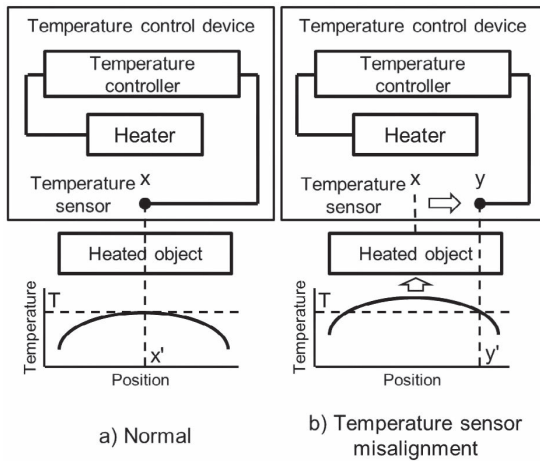 Temperature control device
Temperature
controller
Heater
Temperature
sensor
x
Heated object
Temperature
T
x'
Position
a) Normal
Temperature control device
Temperature
controller
Heater
Temperature
sensor
x
y
Heated object
Temperature
T
y'
Position
b) Temperature sensor
misalignment